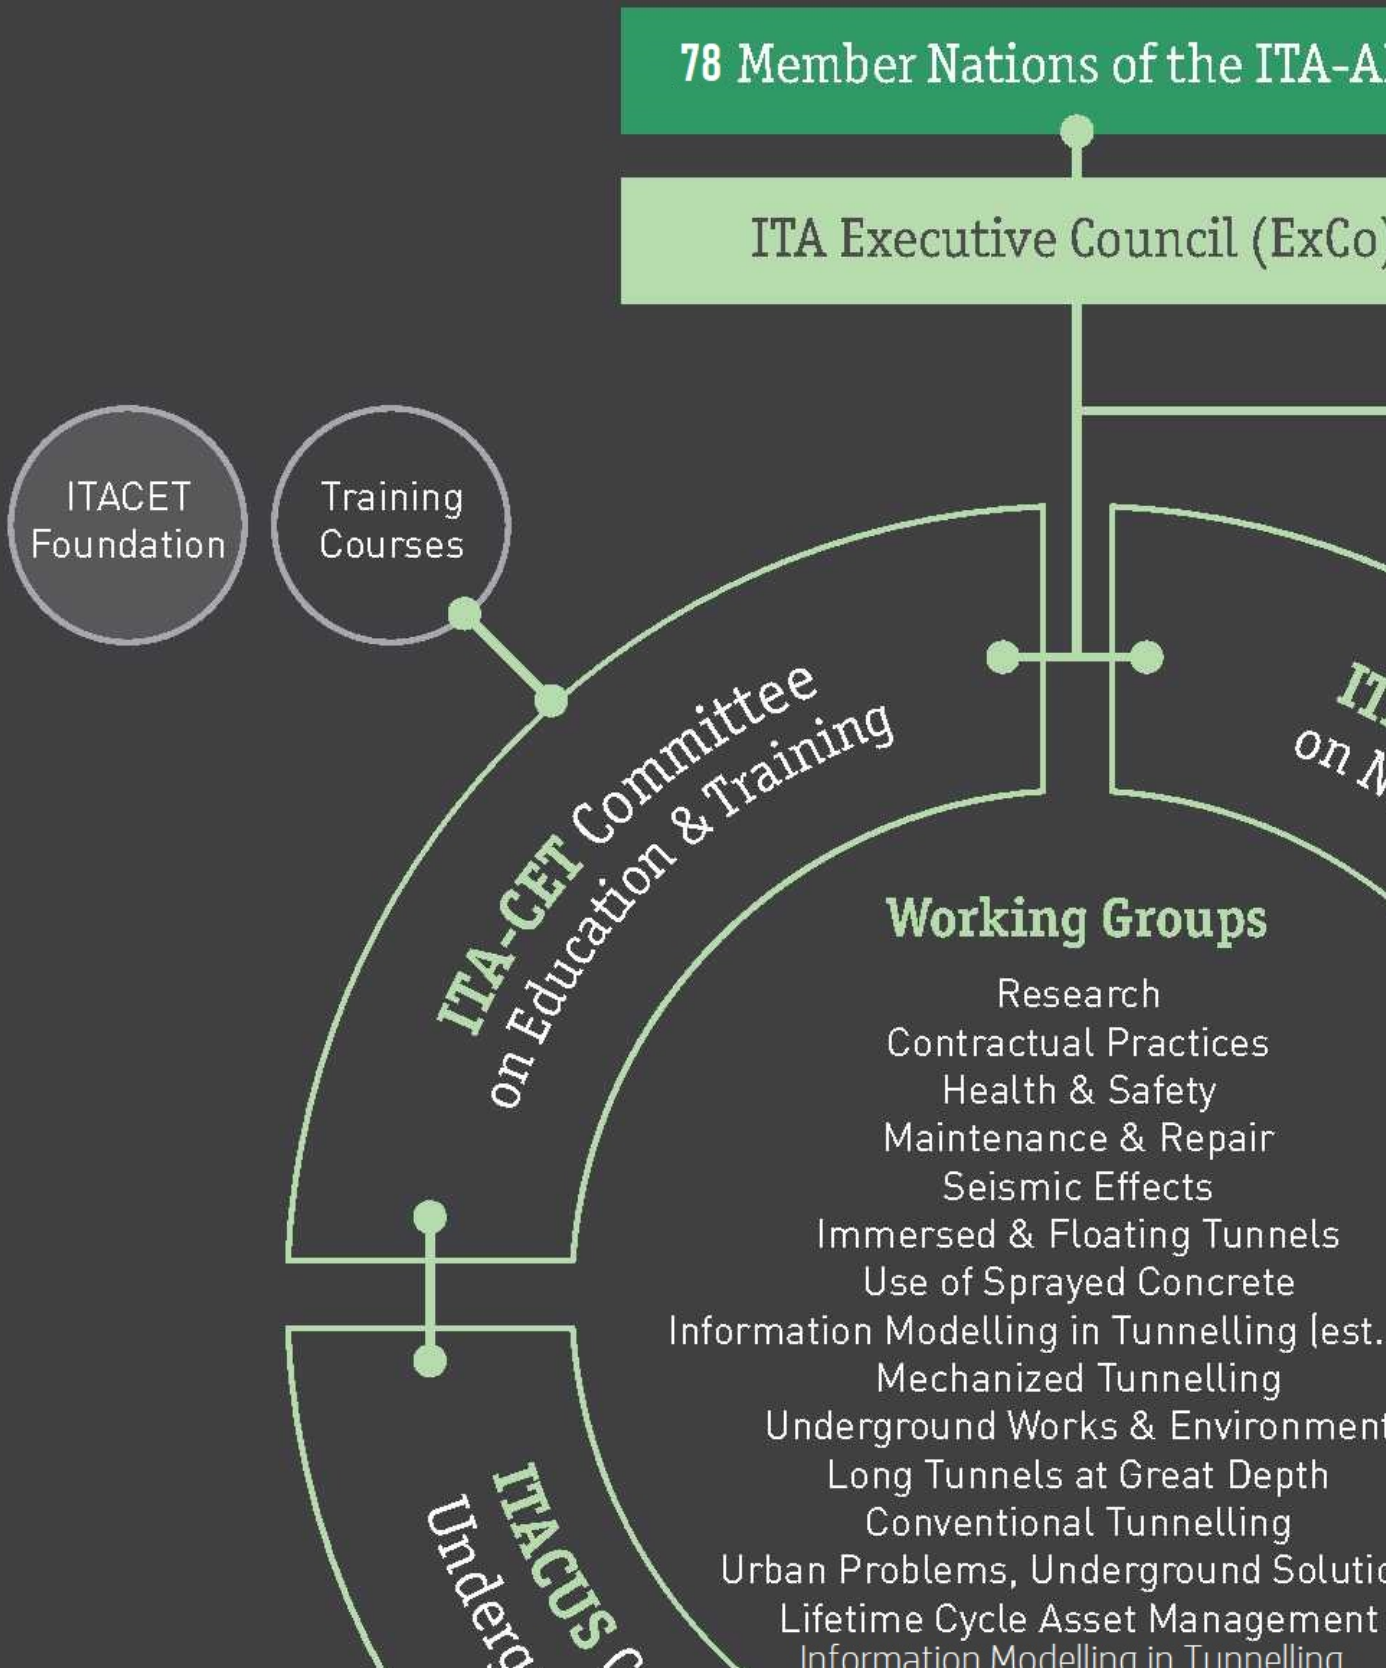 78 Member Nations of the ITA-A
ITA Executive Council (ExCo)
ITACET
Foundation
Training
Courses
ITA-CET Committee
on Education & Training
on
Working Groups
Research
Contractual Practices
Health & Safety
Maintenance & Repair
Seismic Effects
Immersed & Floating Tunnels
Use of Sprayed Concrete
Information Modelling in Tunnelling (est.
Mechanized Tunnelling
Underground Works & Environment
Long Tunnels at Great Depth
Conventional Tunnelling
Urban Problems, Underground Solutio
Lifetime Cycle Asset Management
Information Modelling in Tunnelling
ITACUS
Underg